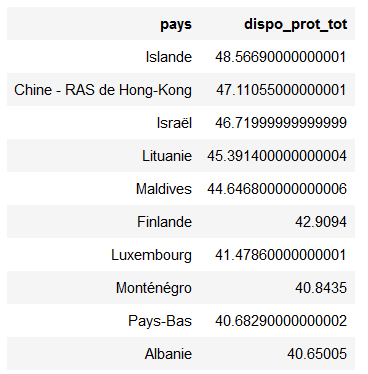 pays dispo_prot_tot
Islande 48.56690000000001
Chine - RAS de Hong-Kong 47.11055000000001
Israël 46.71999999999999
Lituanie 45.391400000000004
Maldives 44.646800000000006
Finlande 42.9094
Luxembourg 41.47860000000001
Monténégro 40.8435
Pays-Bas 40.68290000000002
Albanie 40.65005